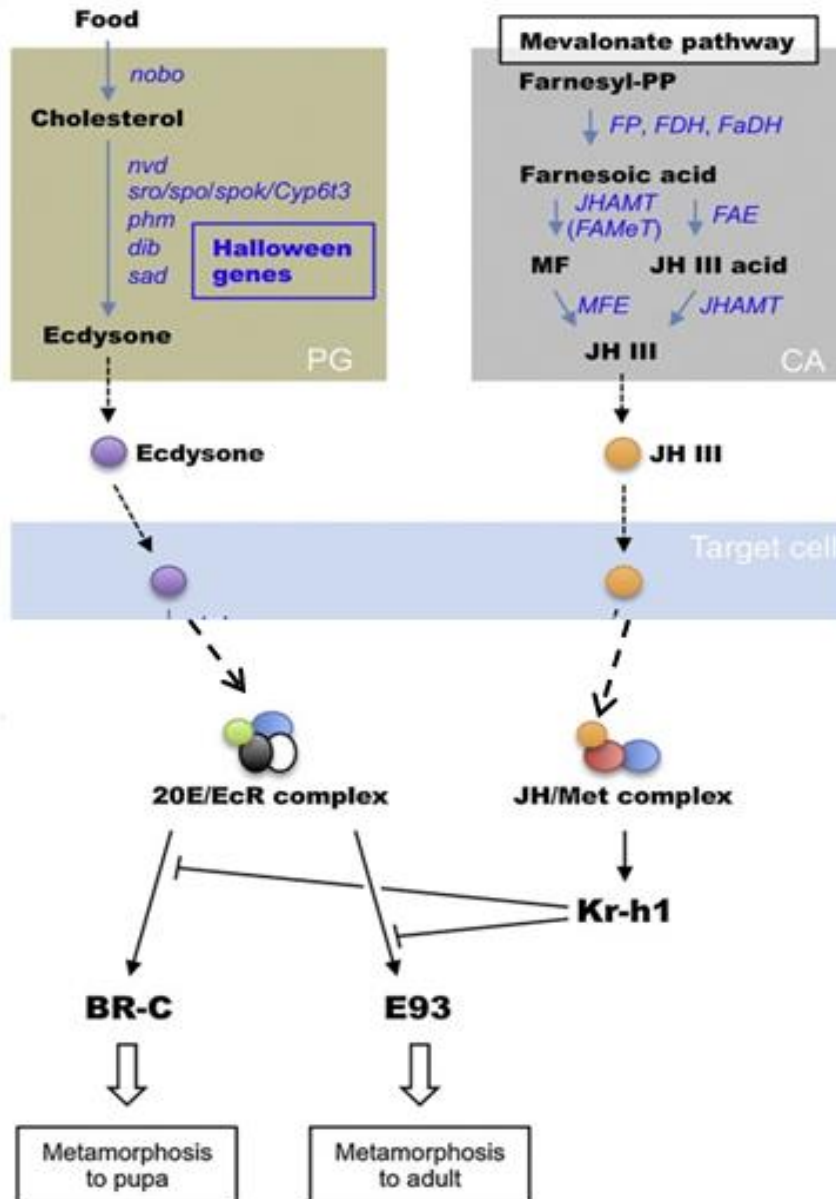 Food
nobo
Cholesterol
nvd
sro/spo/spok/Cyp6t3
phm
dib
sad
Halloween
genes
Ecdysone
PG
Mevalonate pathway
Farnesyl-PP
FP, FDH, FaDH
Farnesoic acid
JHAMT
(FAMeT)
FAE
MF
JH III acid
MFE
JHAMT
JH III
CA
Ecdysone
JH III
Target cell
20E/EcR complex
JH/Met complex
Kr-h1
BR-C
E93
Metamorphosis
to pupa
Metamorphosis
to adult